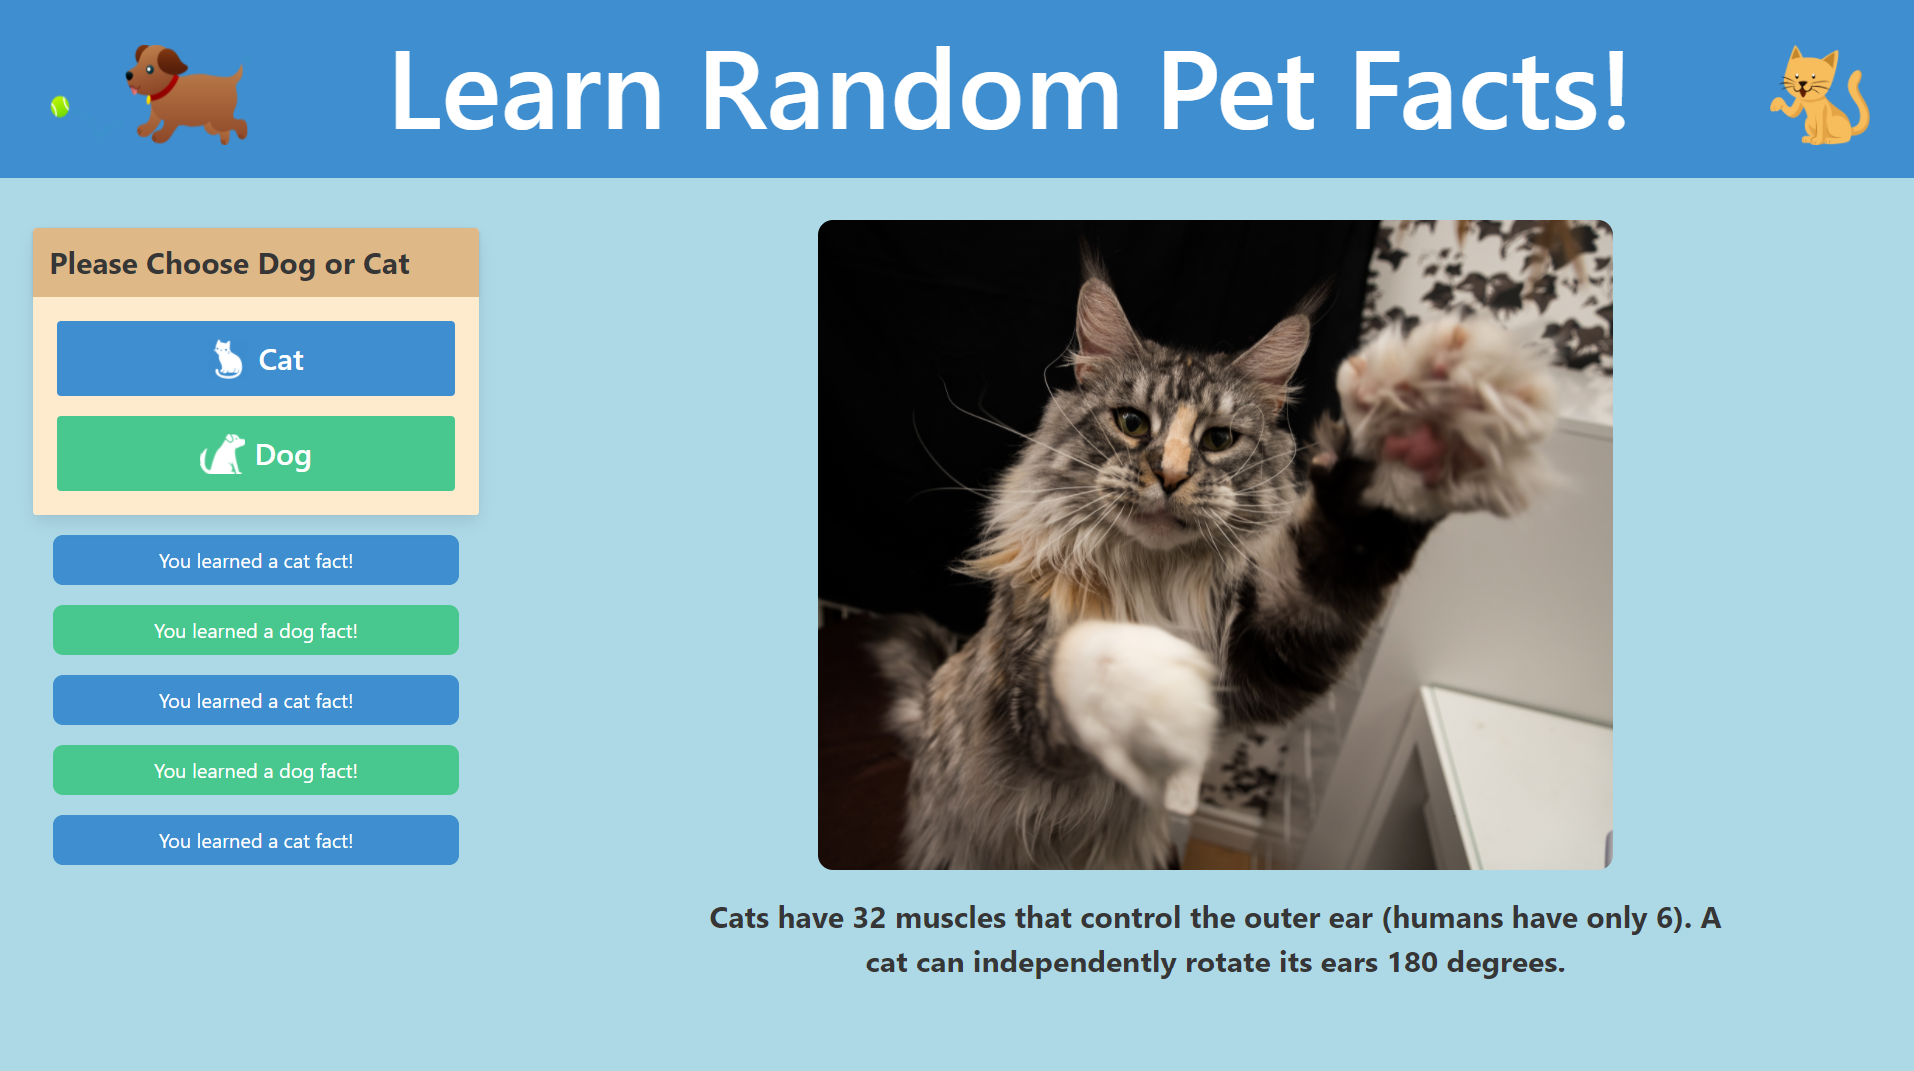 Learn Random Pet Facts!
Please Choose Dog or Cat
Cat
Dog
You learned a cat fact!
You learned a dog fact!
You learned a cat fact!
You learned a dog fact!
You learned a cat fact!
Cats have 32 muscles that control the outer ear (humans have only 6). A
cat can independently rotate its ears 180 degrees.